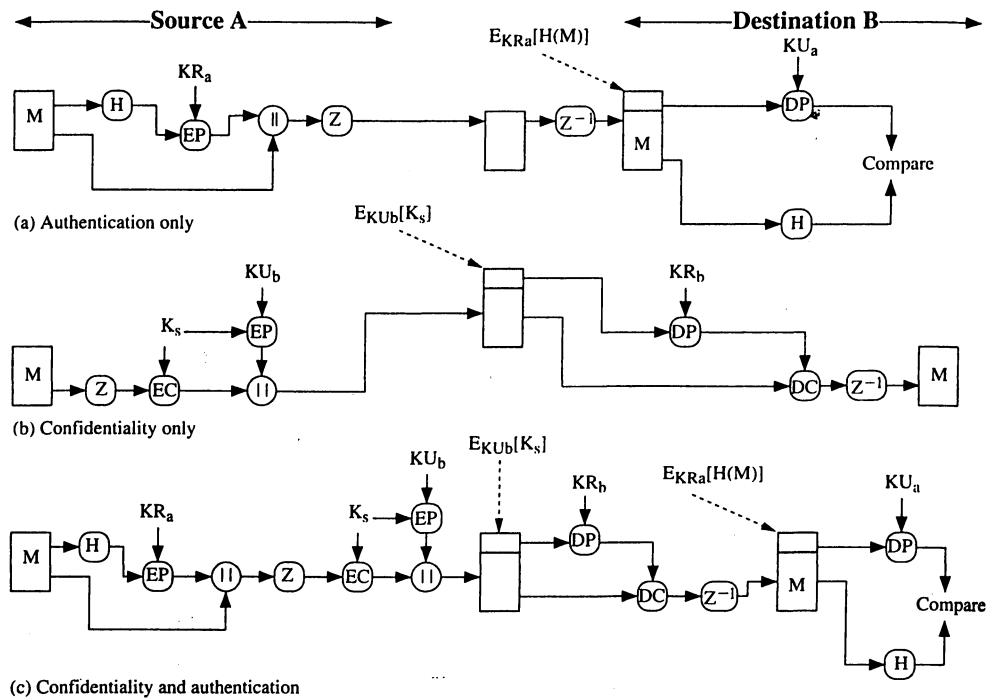 Source A
Destination B
E_KRa[H(M)]
KU_a
KR_a
M
H
EP
||
Z
Z⁻¹
M
DP
Compare
H
(a) Authentication only
E_KUb[K_s]
KU_b
KR_b
K_s
EP
DP
M
Z
EC
||
DC
Z⁻¹
M
(b) Confidentiality only
E_KUb[K_s]
KU_b
KR_b
E_KRa[H(M)]
KU_a
KR_a
K_s
EP
M
H
EP
||
Z
EC
||
DP
DC
Z⁻¹
M
DP
Compare
H
(c) Confidentiality and authentication